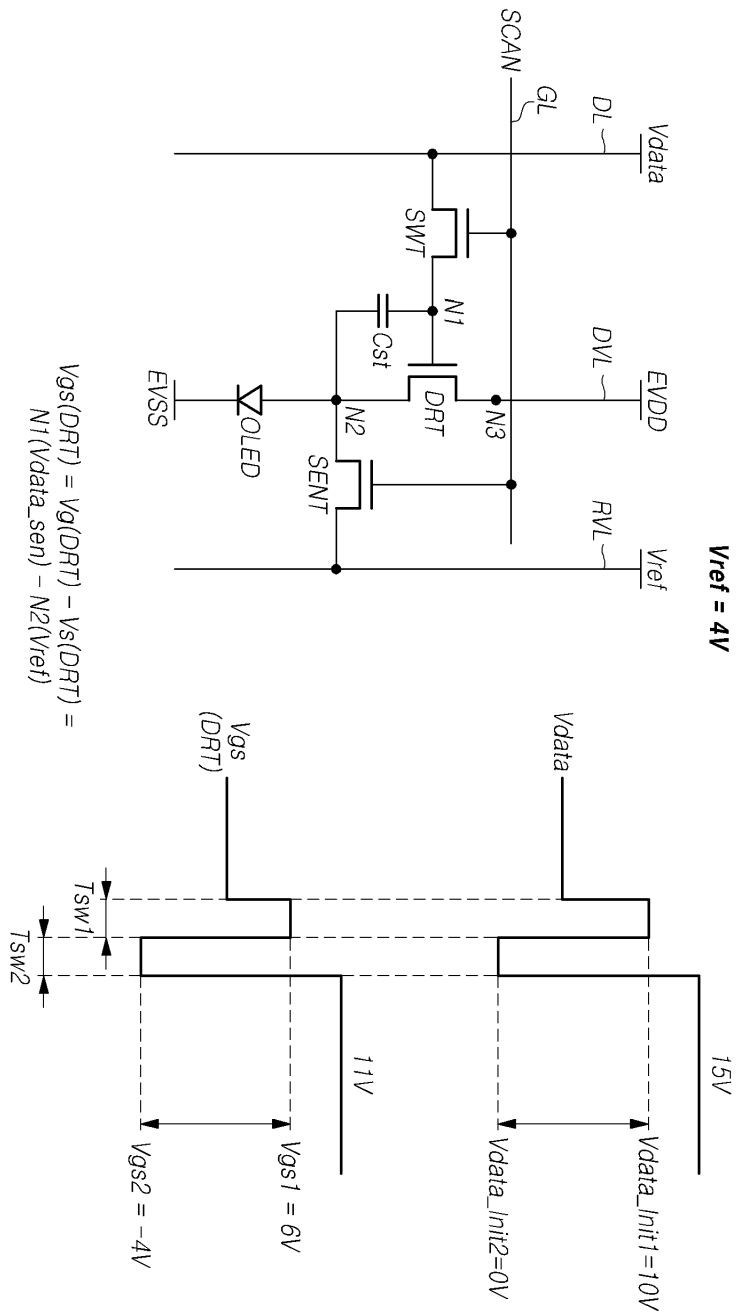 Vref = 4V
Vdata
EVDD
Vref
DL
DVL
RVL
SCAN
GL
SWT
N1
N3
DRT
Cst
N2
SENT
OLED
EVSS
Vgs(DRT) = Vg(DRT) – Vs(DRT) =
N1(Vdata_sen) – N2(Vref)
15V
Vdata_Init1=10V
Vdata
Vdata_Init2=0V
11V
Vgs1 = 6V
Vgs
(DRT)
Vgs2 = –4V
Tsw1
Tsw2